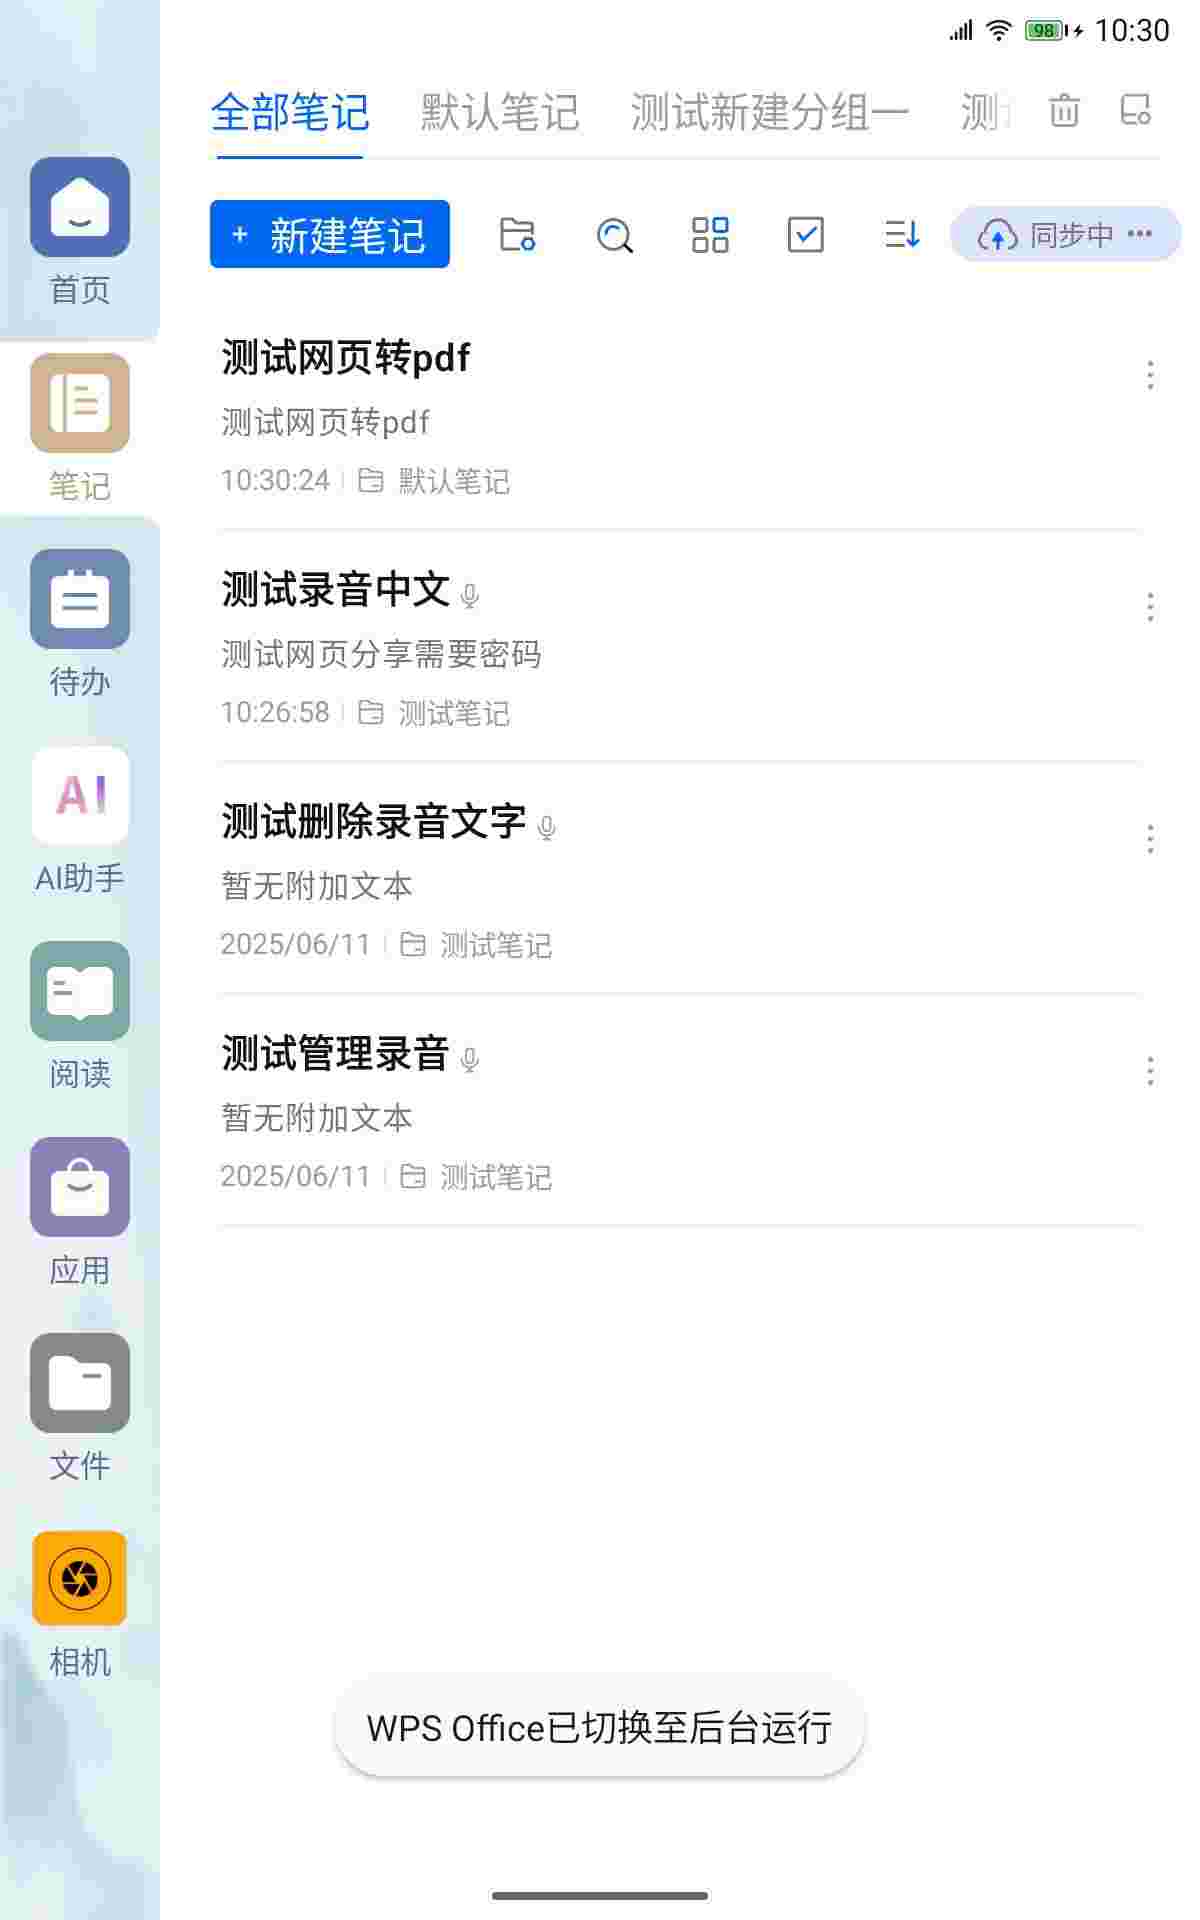 98 10:30
全部笔记 默认笔记 测试新建分组一 测
+ 新建笔记 同步中
首页
笔记
待办
AI
AI助手
阅读
应用
文件
相机
测试网页转pdf
测试网页转pdf
10:30:24 默认笔记
测试录音中文
测试网页分享需要密码
10:26:58 测试笔记
测试删除录音文字
暂无附加文本
2025/06/11 测试笔记
测试管理录音
暂无附加文本
2025/06/11 测试笔记
WPS Office已切换至后台运行